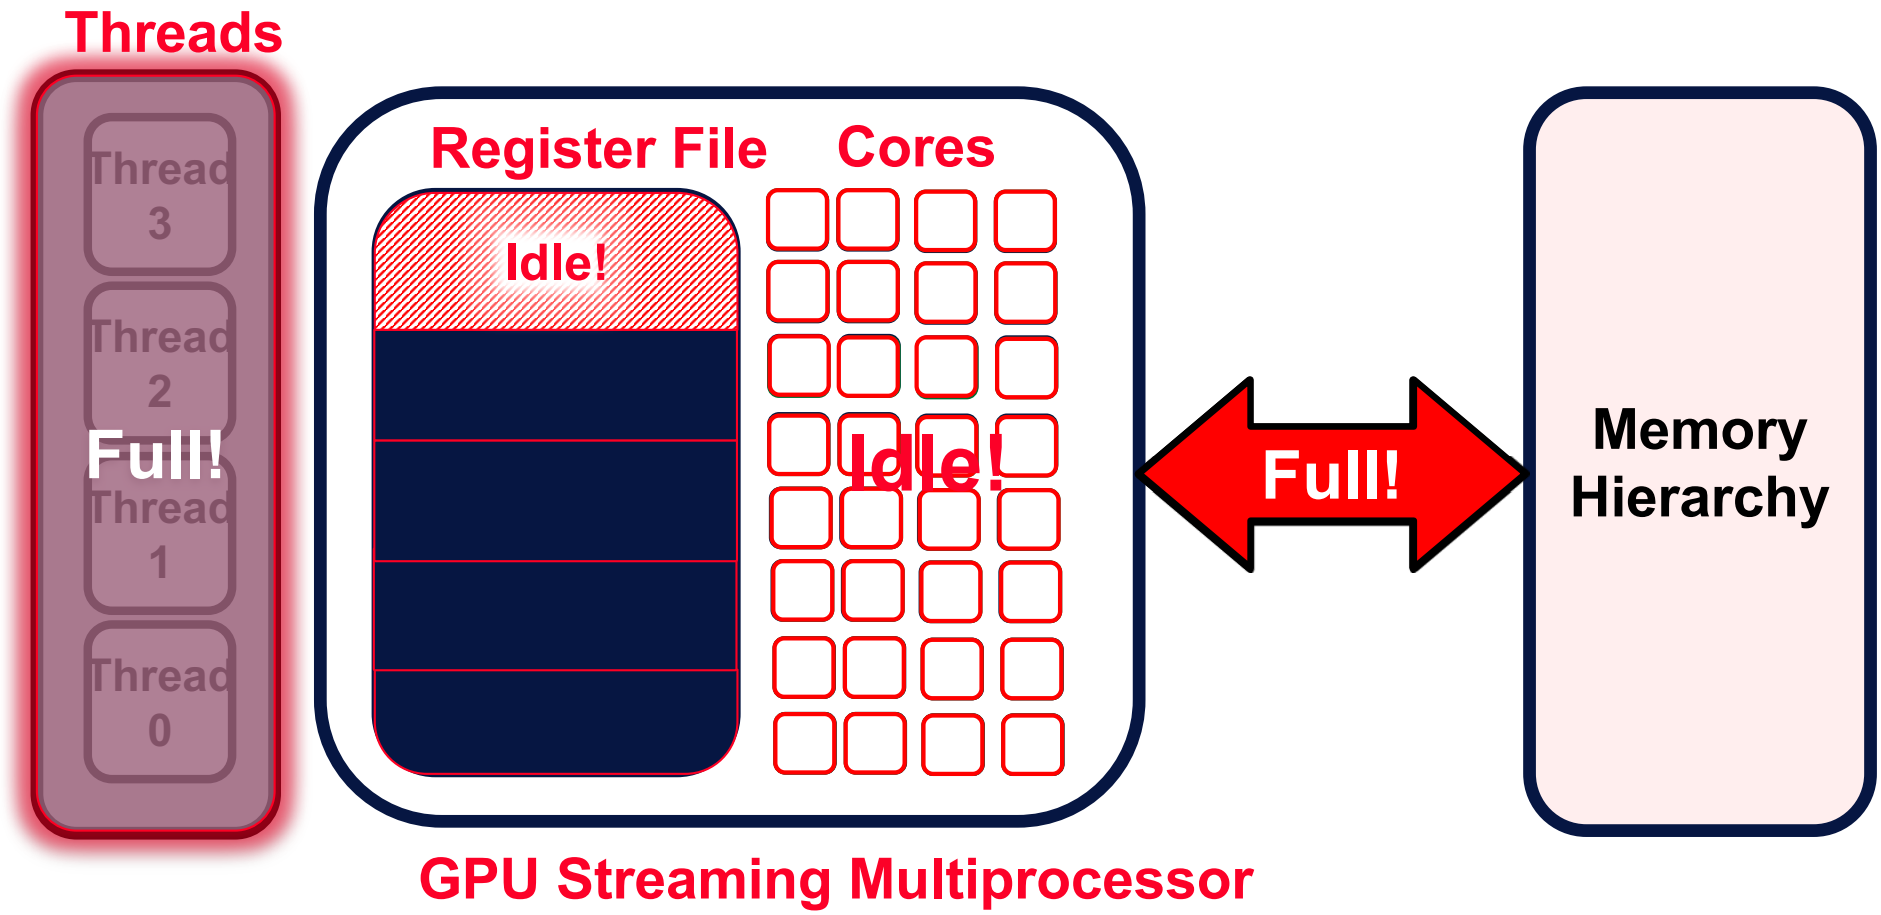 Threads
Thread
3
Thread
2
Full!
Thread
1
Thread
0
Register File
Idle!
Cores
Idle!
Full!
Memory
Hierarchy
GPU Streaming Multiprocessor